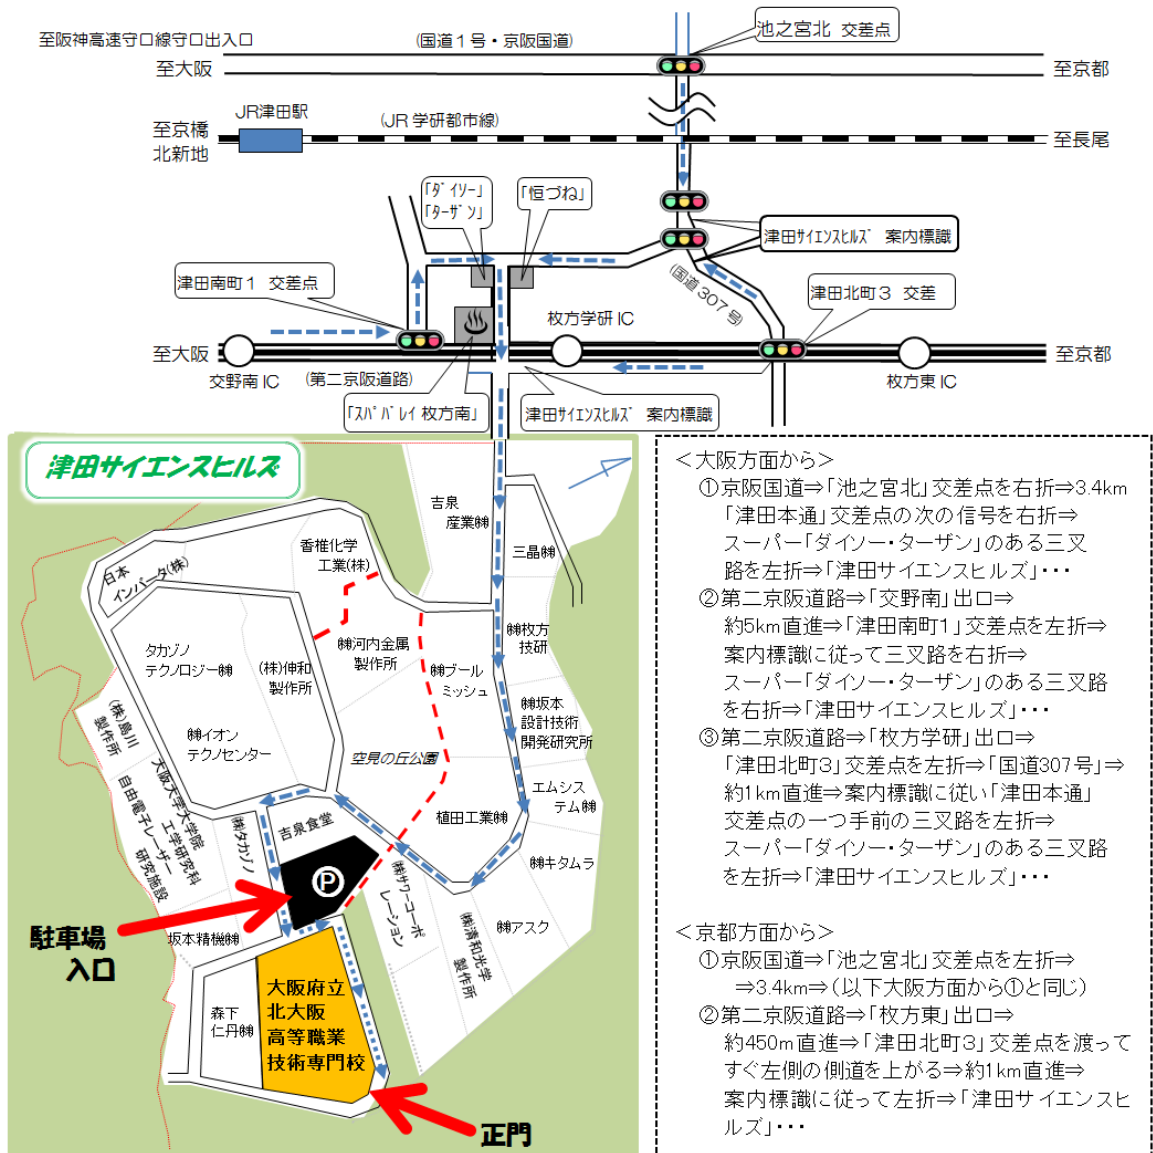 池之宮北 交差点
至阪神高速守口線守口出入口
(国道１号・京阪国道)
至大阪
至京都
JR津田駅
(JR 学研都市線)
至京橋
北新地
至長尾
「ﾀﾞｲｿｰ」
「ﾀｰｻﾞﾝ」
「恒づね」
津田ｻｲｴﾝｽﾋﾙｽﾞ 案内標識
津田南町１ 交差点
(国道307号)
津田北町３ 交差
枚方学研 IC
至大阪
至京都
交野南 IC
(第二京阪道路)
枚方東 IC
「ｽﾊﾟﾊﾞﾚｲ 枚方南」
津田ｻｲｴﾝｽﾋﾙｽﾞ 案内標識
津田サイエンスヒルズ
吉泉
産業㈱
三晶㈱
香椎化学
工業(株)
日本
インバータ(株)
㈱枚方
技研
㈱河内金属
製作所
タカゾノ
テクノロジー㈱
(株)伸和
製作所
㈱ブール
ミッシュ
㈱坂本
設計技術
開発研究所
(株)島川
製作所
㈱イオン
テクノセンター
空見の丘公園
大阪大学大学院
工学研究科
自由電子レーザー
研究施設
エムシス
テム㈱
植田工業㈱
吉泉食堂
㈱タカゾノ
㈱キタムラ
㈱サワーコーポ
レーション
P
㈱アスク
㈱清和光学
製作所
駐車場
入口
坂本精機㈱
大阪府立
北大阪
高等職業
技術専門校
森下
仁丹㈱
正門
＜大阪方面から＞
①京阪国道⇒「池之宮北」交差点を右折⇒3.4km
「津田本通」交差点の次の信号を右折⇒
スーパー「ダイソー・ターザン」のある三叉
路を左折⇒「津田サイエンスヒルズ」・・・
②第二京阪道路⇒「交野南」出口⇒
約5km直進⇒「津田南町1」交差点を左折⇒
案内標識に従って三叉路を右折⇒
スーパー「ダイソー・ターザン」のある三叉路
を右折⇒「津田サイエンスヒルズ」・・・
③第二京阪道路⇒「枚方学研」出口⇒
「津田北町3」交差点を左折⇒「国道307号」⇒
約1km直進⇒案内標識に従い「津田本通」
交差点の一つ手前の三叉路を左折⇒
スーパー「ダイソー・ターザン」のある三叉路
を左折⇒「津田サイエンスヒルズ」・・・
＜京都方面から＞
①京阪国道⇒「池之宮北」交差点を左折⇒
⇒3.4km⇒(以下大阪方面から①と同じ)
②第二京阪道路⇒「枚方東」出口⇒
約450m直進⇒「津田北町3」交差点を渡って
すぐ左側の側道を上がる⇒約1km直進⇒
案内標識に従って左折⇒「津田サイエンスヒ
ルズ」・・・